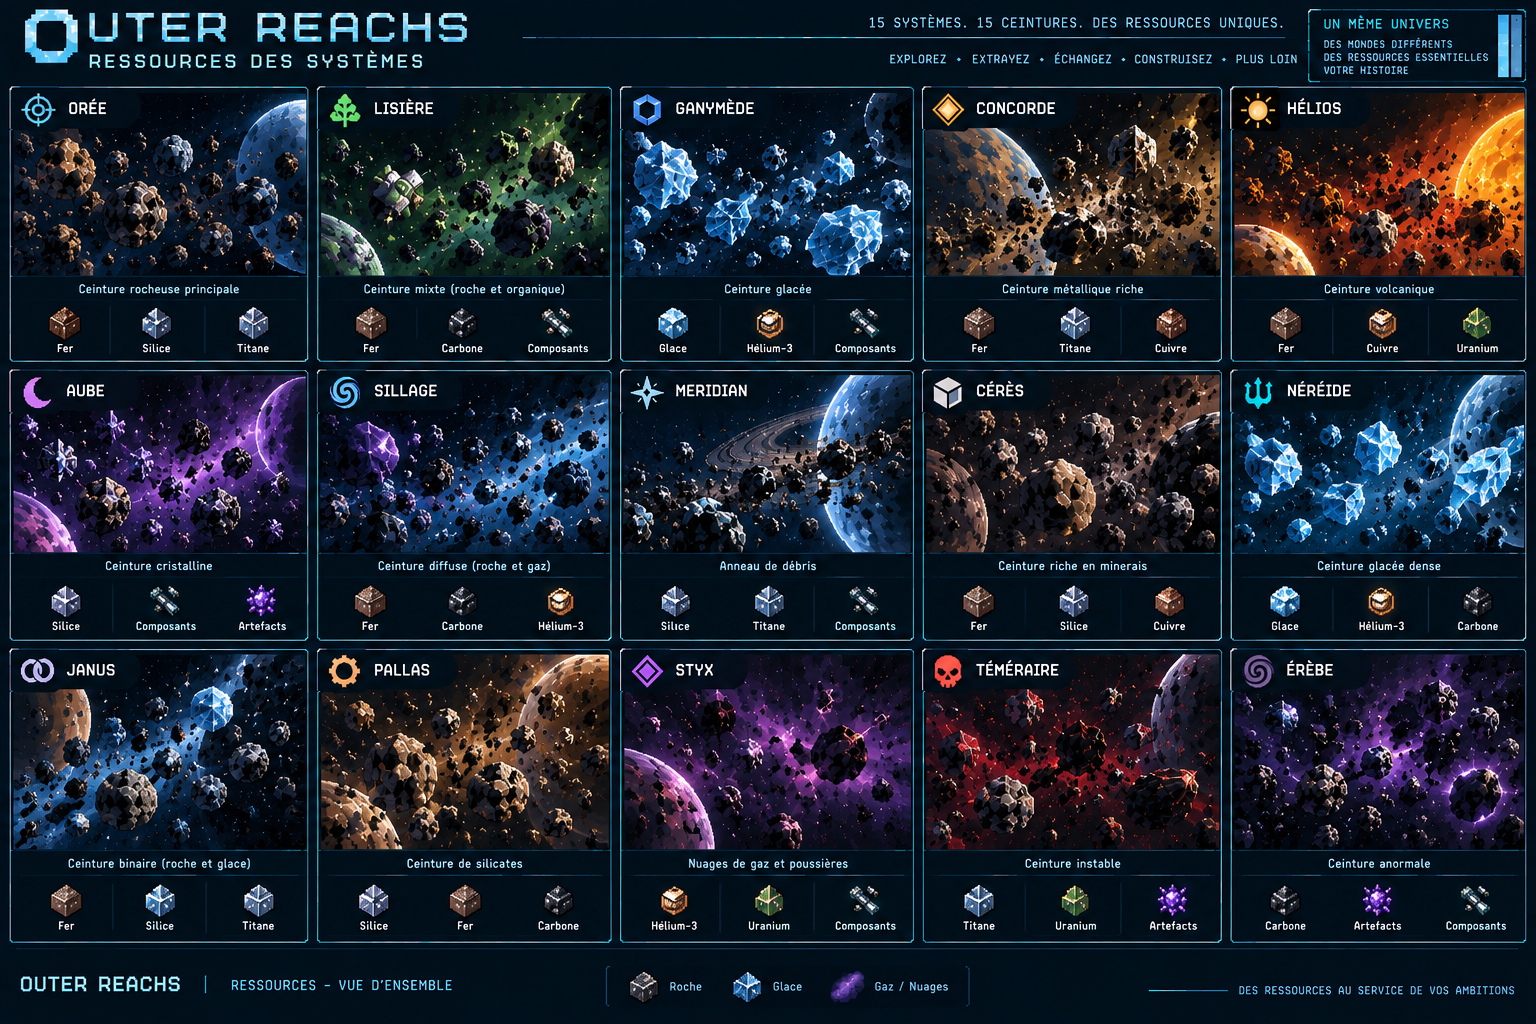 OUTER REACHS
RESSOURCES DES SYSTÈMES
15 SYSTÈMES. 15 CEINTURES. DES RESSOURCES UNIQUES.
EXPLOREZ • EXTRAYEZ • ÉCHANGEZ • CONSTRUISEZ • PLUS LOIN
UN MÈME UNIVERS
DES MONDES DIFFÉRENTS
DES RESSOURCES ESSENTIELLES
VOTRE HISTOIRE
ORÉE
Ceinture rocheuse principale
Fer Silice Titane
LISIÈRE
Ceinture mixte (roche et organique)
Fer Carbone Composants
GANYMÈDE
Ceinture glacée
Glace Hélium-3 Composants
CONCORDE
Ceinture métallique riche
Fer Titane Cuivre
HÉLIOS
Ceinture volcanique
Fer Cuivre Uranium
AUBE
Ceinture cristalline
Silice Composants Artefacts
SILLAGE
Ceinture diffuse (roche et gaz)
Fer Carbone Hélium-3
MERIDIAN
Anneau de débris
Silice Titane Composants
CÉRÈS
Ceinture riche en minerais
Fer Silice Cuivre
NÉRÉIDE
Ceinture glacée dense
Glace Hélium-3 Carbone
JANUS
Ceinture binaire (roche et glace)
Fer Silice Titane
PALLAS
Ceinture de silicates
Silice Fer Carbone
STYX
Nuages de gaz et poussières
Hélium-3 Uranium Composants
TÉMÉRAIRE
Ceinture instable
Titane Uranium Artefacts
ÉRÈBE
Ceinture anormale
Carbone Artefacts Composants
OUTER REACHS | RESSOURCES – VUE D'ENSEMBLE
Roche Glace Gaz / Nuages
DES RESSOURCES AU SERVICE DE VOS AMBITIONS